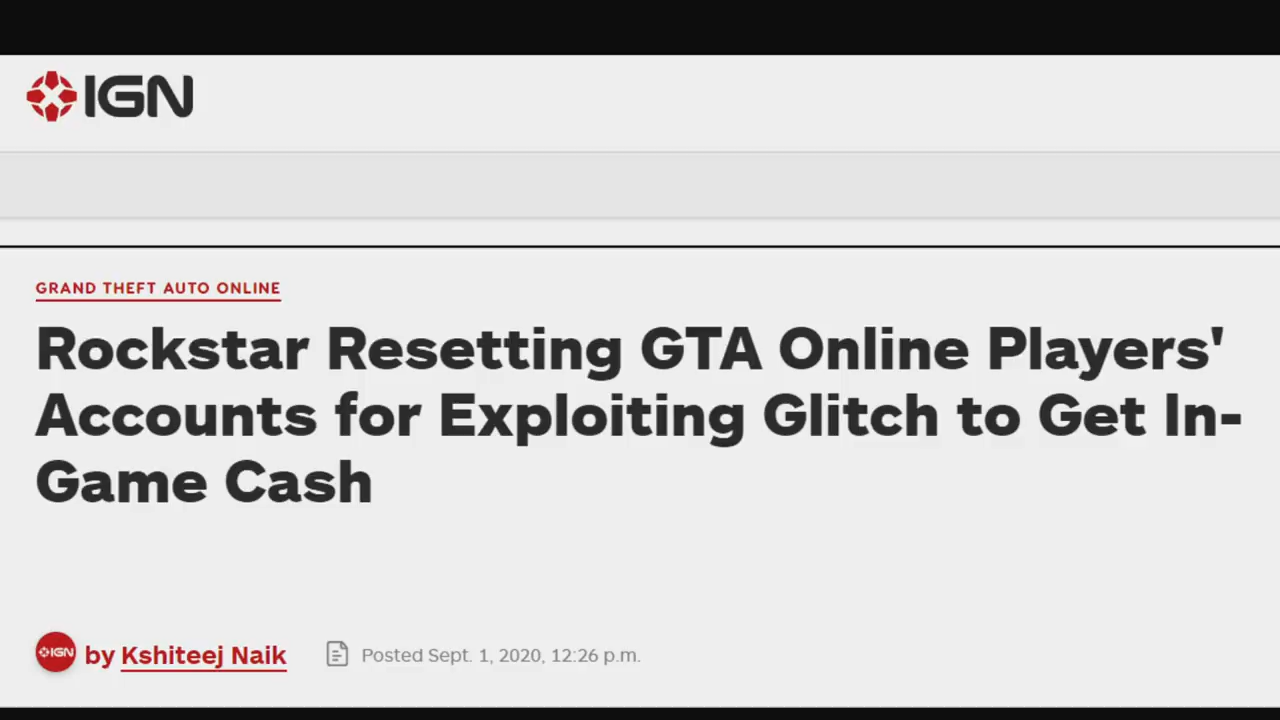 IGN
GRAND THEFT AUTO ONLINE
Rockstar Resetting GTA Online Players'
Accounts for Exploiting Glitch to Get In-
Game Cash
IGN by Kshiteej Naik Posted Sept. 1, 2020, 12:26 p.m.